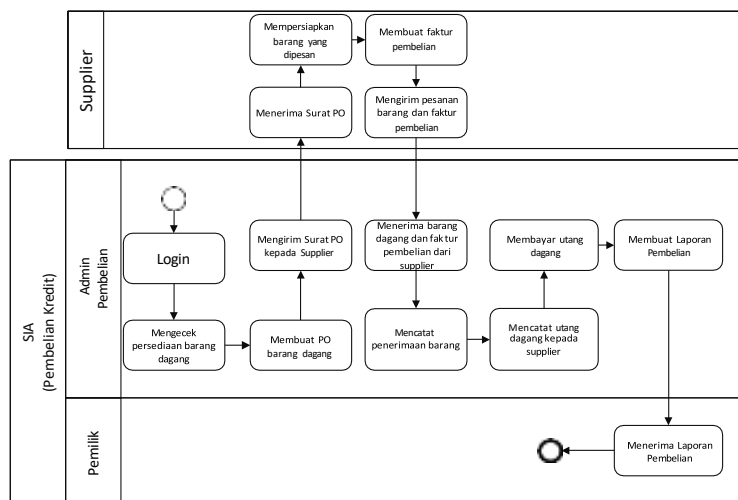 Supplier
Mempersiapkan
barang yang
dipesan
Membuat faktur
pembelian
Menerima Surat PO
Mengirim pesanan
barang dan faktur
pembelian
SIA
(Pembelian Kredit)
Admin
Pembelian
Login
Mengirim Surat PO
kepada Supplier
Menerima barang
dagang dan faktur
pembelian dari
supplier
Membayar utang
dagang
Membuat Laporan
Pembelian
Mengecek
persediaan barang
dagang
Membuat PO
barang dagang
Mencatat
penerimaan barang
Mencatat utang
dagang kepada
supplier
Pemilik
Menerima Laporan
Pembelian